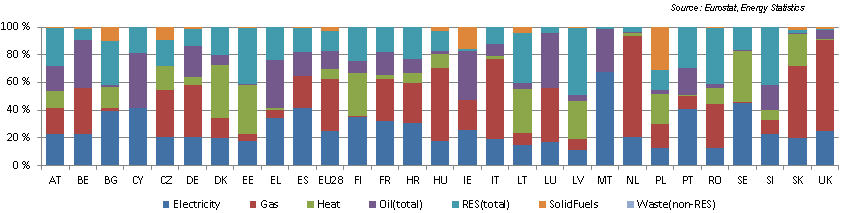 Source : Eurostat, Energy Statistics
100 %
80 %
60 %
40 %
20 %
0 %
AT BE BG CY CZ DE DK EE EL ES EU28 FI FR HR HU IE IT LT LU LV MT NL PL PT RO SE SI SK UK
Electricity Gas Heat Oil(total) RES(total) SolidFuels Waste(non-RES)